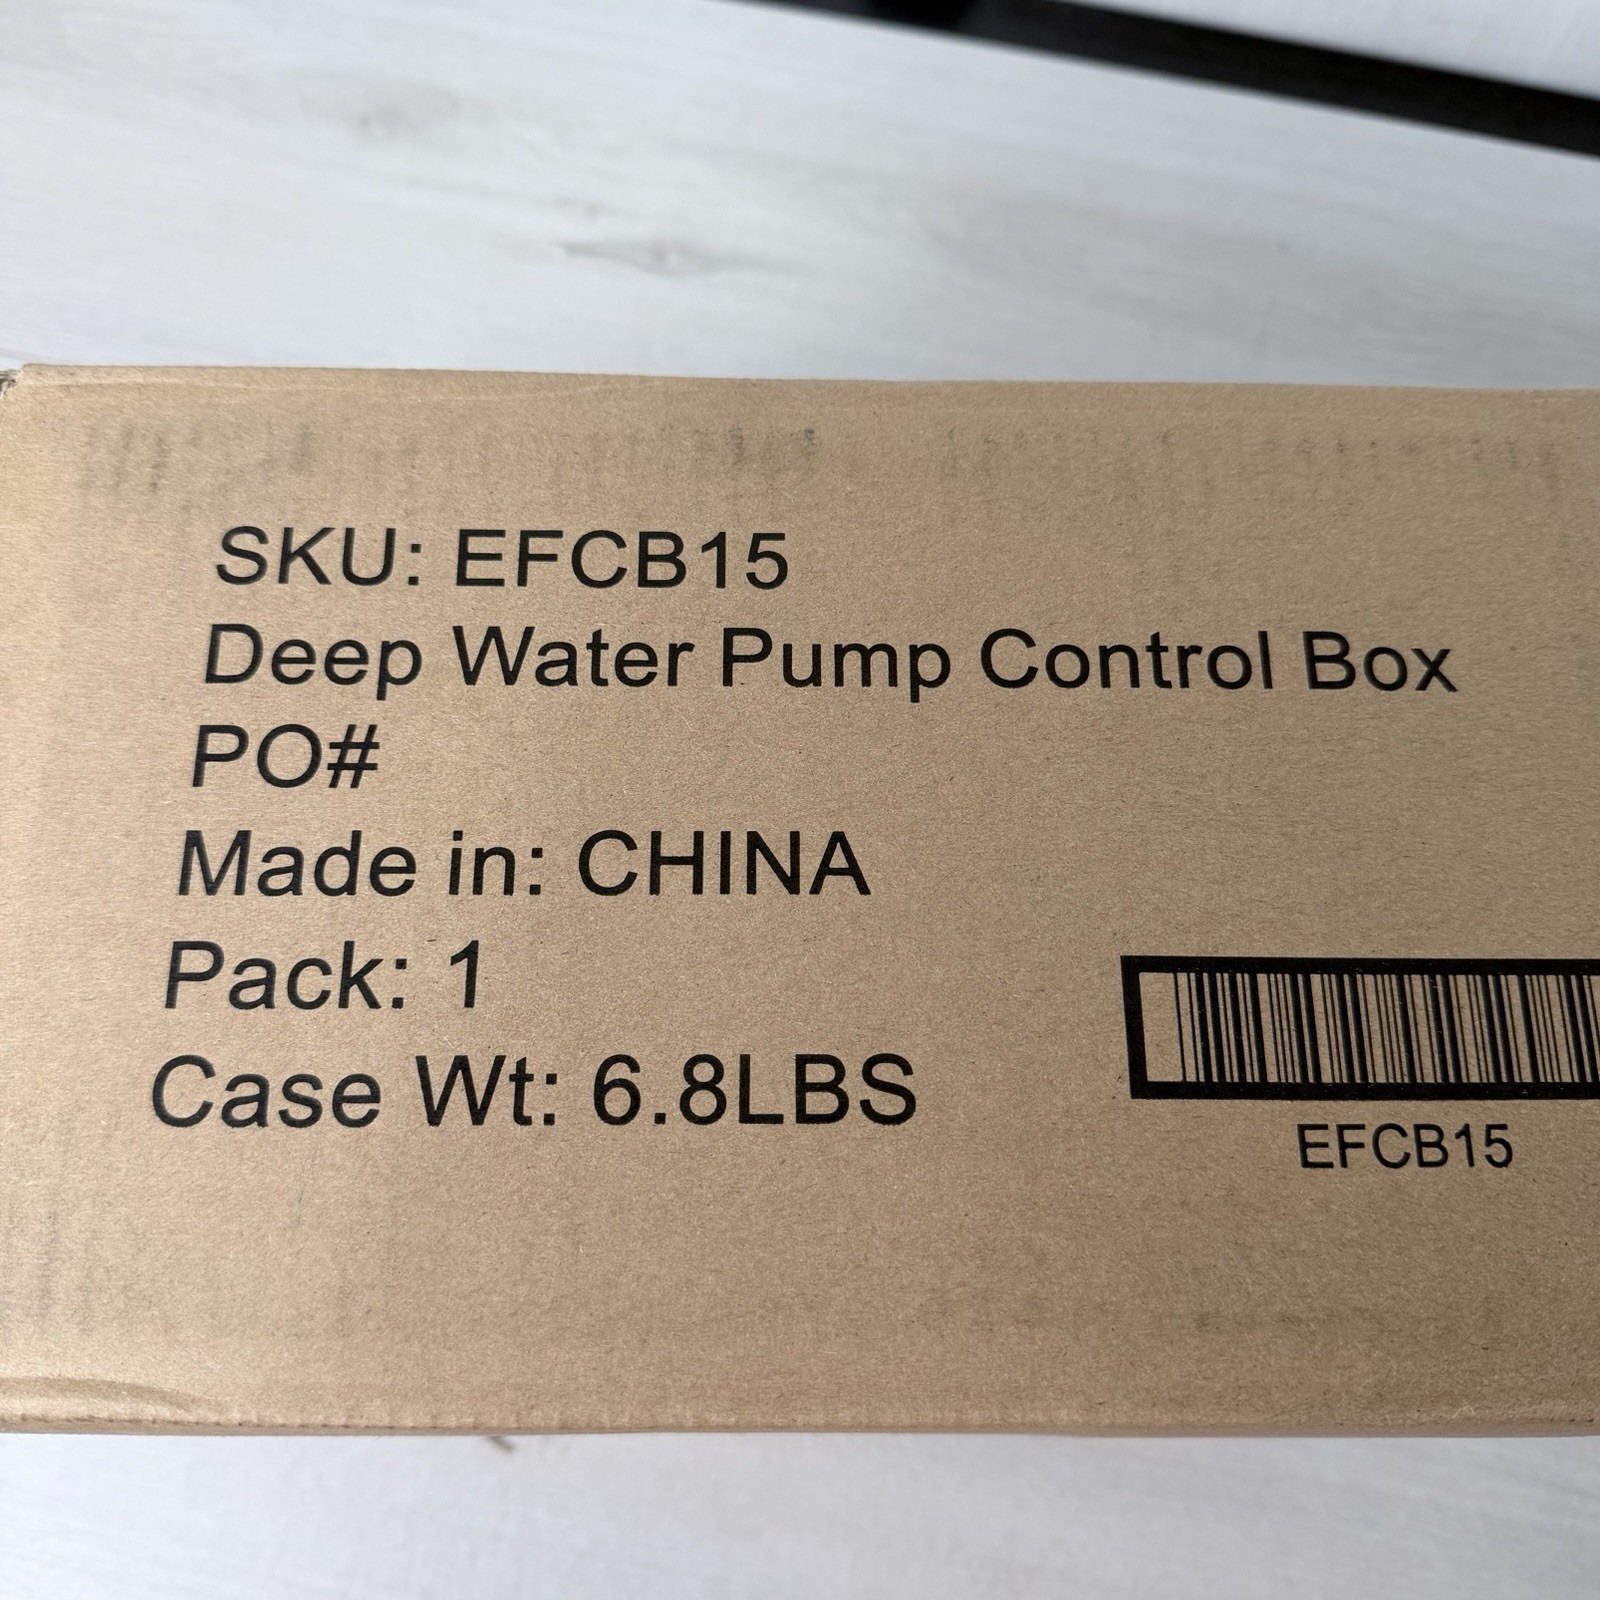 SKU: EFCB15
Deep Water Pump Control Box
PO#
Made in: CHINA
Pack: 1
Case Wt: 6.8LBS
EFCB15